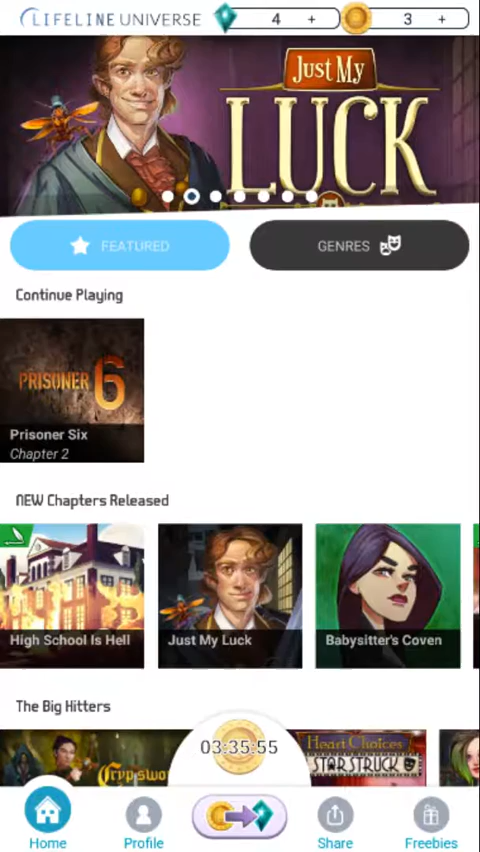 LIFELINE UNIVERSE 4 + 3 +
Just My
LUCK
FEATURED GENRES
Continue Playing
PRISONER 6
Prisoner Six
Chapter 2
NEW Chapters Released
High School Is Hell Just My Luck Babysitter's Coven
The Big Hitters
03:35:55
Heart Choices
STAR STRUCK
Home Profile Share Freebies